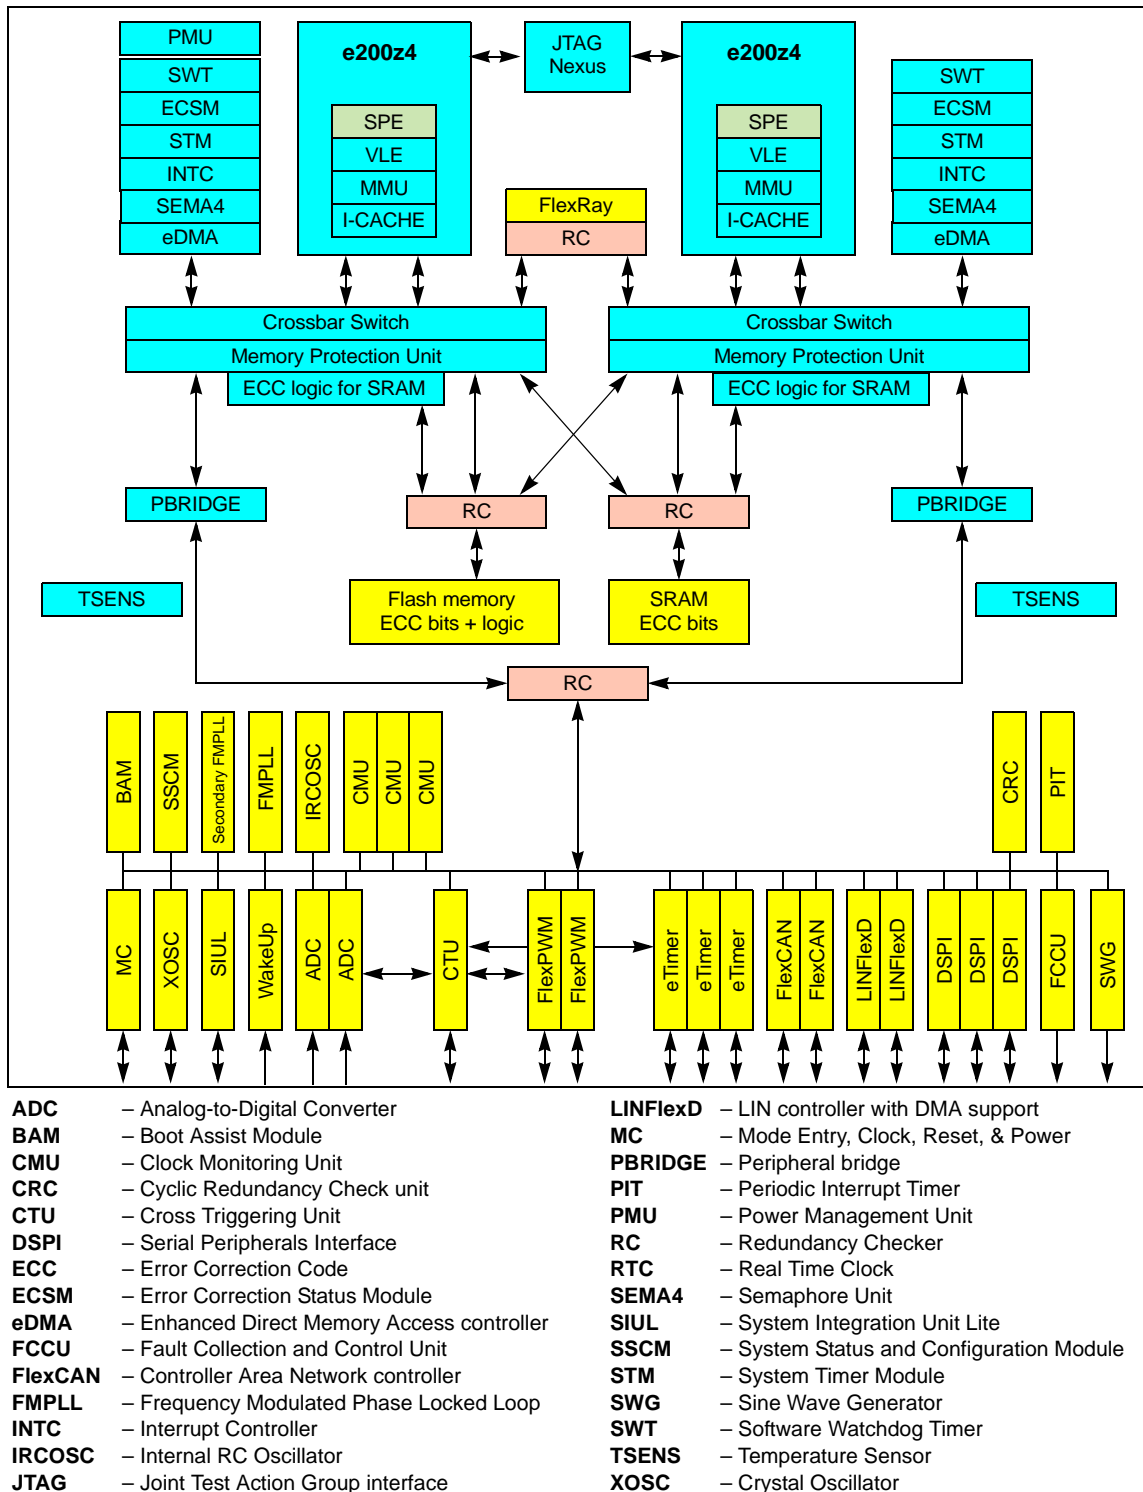 PMU
SWT
ECSM
STM
INTC
SEMA4
eDMA
e200z4
SPE
VLE
MMU
I-CACHE
JTAG
Nexus
FlexRay
RC
e200z4
SPE
VLE
MMU
I-CACHE
SWT
ECSM
STM
INTC
SEMA4
eDMA
Crossbar Switch
Memory Protection Unit
ECC logic for SRAM
Crossbar Switch
Memory Protection Unit
ECC logic for SRAM
PBRIDGE
RC
RC
PBRIDGE
TSENS
Flash memory
ECC bits + logic
SRAM
ECC bits
TSENS
RC
BAM
SSCM
Secondary FMPLL
FMPLL
IRCOSC
CMU
CMU
CMU
CRC
PIT
MC
XOSC
SIUL
WakeUp
ADC
ADC
CTU
FlexPWM
FlexPWM
eTimer
eTimer
eTimer
FlexCAN
FlexCAN
LINFlexD
LINFlexD
DSPI
DSPI
DSPI
FCCU
SWG
ADC – Analog-to-Digital Converter
BAM – Boot Assist Module
CMU – Clock Monitoring Unit
CRC – Cyclic Redundancy Check unit
CTU – Cross Triggering Unit
DSPI – Serial Peripherals Interface
ECC – Error Correction Code
ECSM – Error Correction Status Module
eDMA – Enhanced Direct Memory Access controller
FCCU – Fault Collection and Control Unit
FlexCAN – Controller Area Network controller
FMPLL – Frequency Modulated Phase Locked Loop
INTC – Interrupt Controller
IRCOSC – Internal RC Oscillator
JTAG – Joint Test Action Group interface
LINFlexD – LIN controller with DMA support
MC – Mode Entry, Clock, Reset, & Power
PBRIDGE – Peripheral bridge
PIT – Periodic Interrupt Timer
PMU – Power Management Unit
RC – Redundancy Checker
RTC – Real Time Clock
SEMA4 – Semaphore Unit
SIUL – System Integration Unit Lite
SSCM – System Status and Configuration Module
STM – System Timer Module
SWG – Sine Wave Generator
SWT – Software Watchdog Timer
TSENS – Temperature Sensor
XOSC – Crystal Oscillator